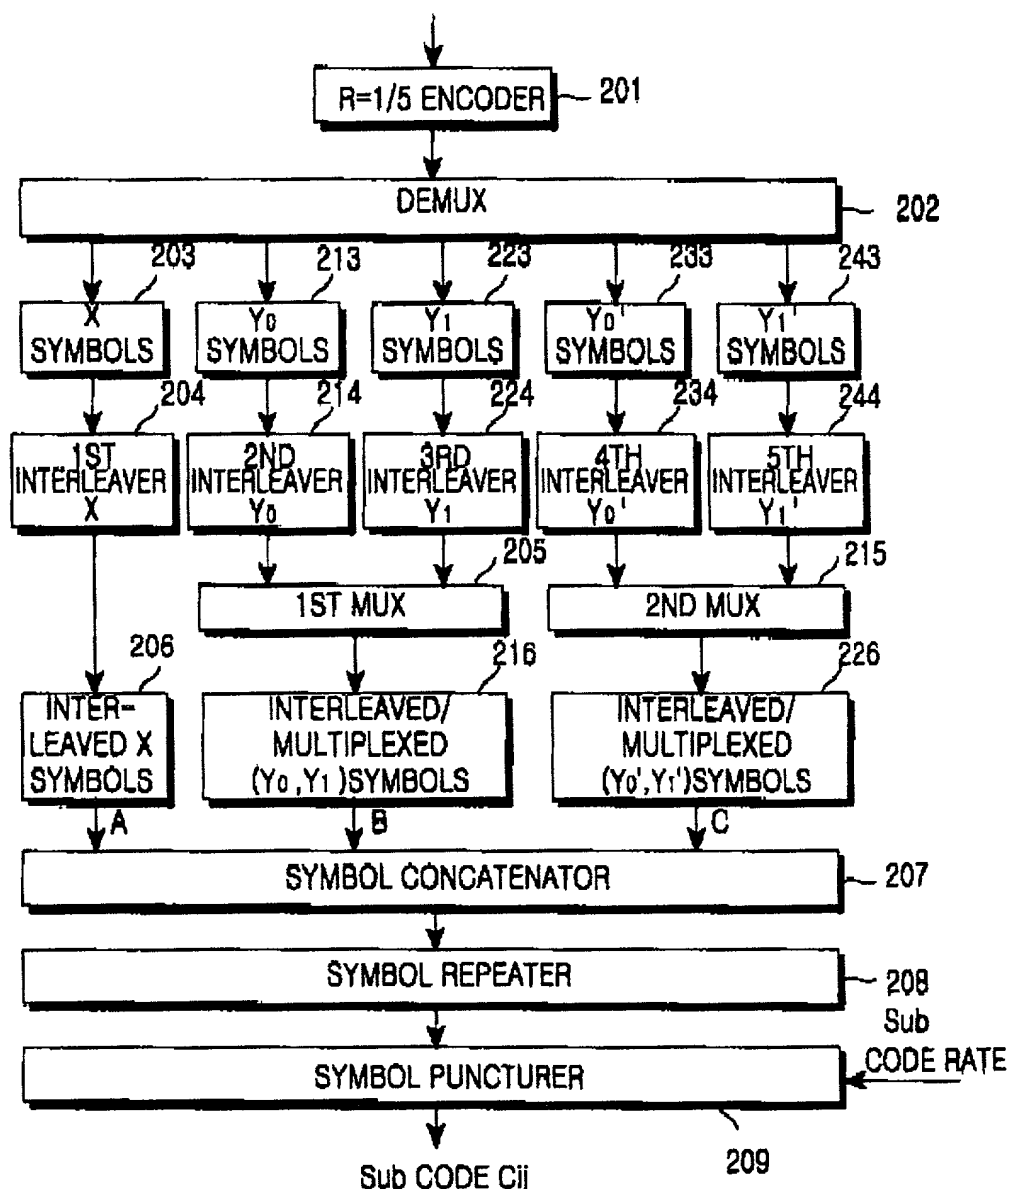 R=1/5 ENCODER
201
DEMUX
202
203
213
223
233
243
X
SYMBOLS
Y0
SYMBOLS
Y1
SYMBOLS
Y0'
SYMBOLS
Y1'
SYMBOLS
204
214
224
234
244
1ST
INTERLEAVER
X
2ND
INTERLEAVER
Y0
3RD
INTERLEAVER
Y1
4TH
INTERLEAVER
Y0'
5TH
INTERLEAVER
Y1'
205
215
1ST MUX
2ND MUX
206
216
226
INTER-
LEAVED X
SYMBOLS
INTERLEAVED/
MULTIPLEXED
(Y0,Y1)SYMBOLS
INTERLEAVED/
MULTIPLEXED
(Y0',Y1')SYMBOLS
A
B
C
SYMBOL CONCATENATOR
207
SYMBOL REPEATER
208
Sub
CODE RATE
SYMBOL PUNCTURER
209
Sub CODE Cij